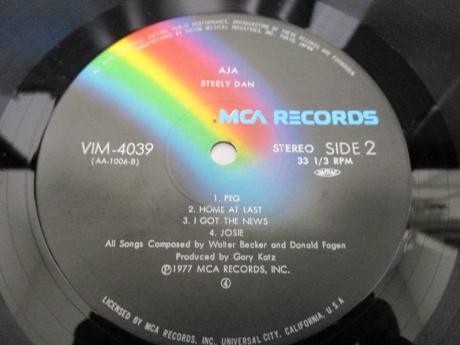 AJA
STEELY DAN
MCA RECORDS
VIM-4039
(AA-1006-B)
STEREO SIDE 2
33 1/3 RPM
1. PEG
2. HOME AT LAST
3. I GOT THE NEWS
4. JOSIE
All Songs Composed by Walter Becker and Donald Fagen
Produced by Gary Katz
Ⓟ1977 MCA RECORDS, INC.
④
LICENSED BY MCA RECORDS, INC., UNIVERSAL CITY, CALIFORNIA, U.S.A